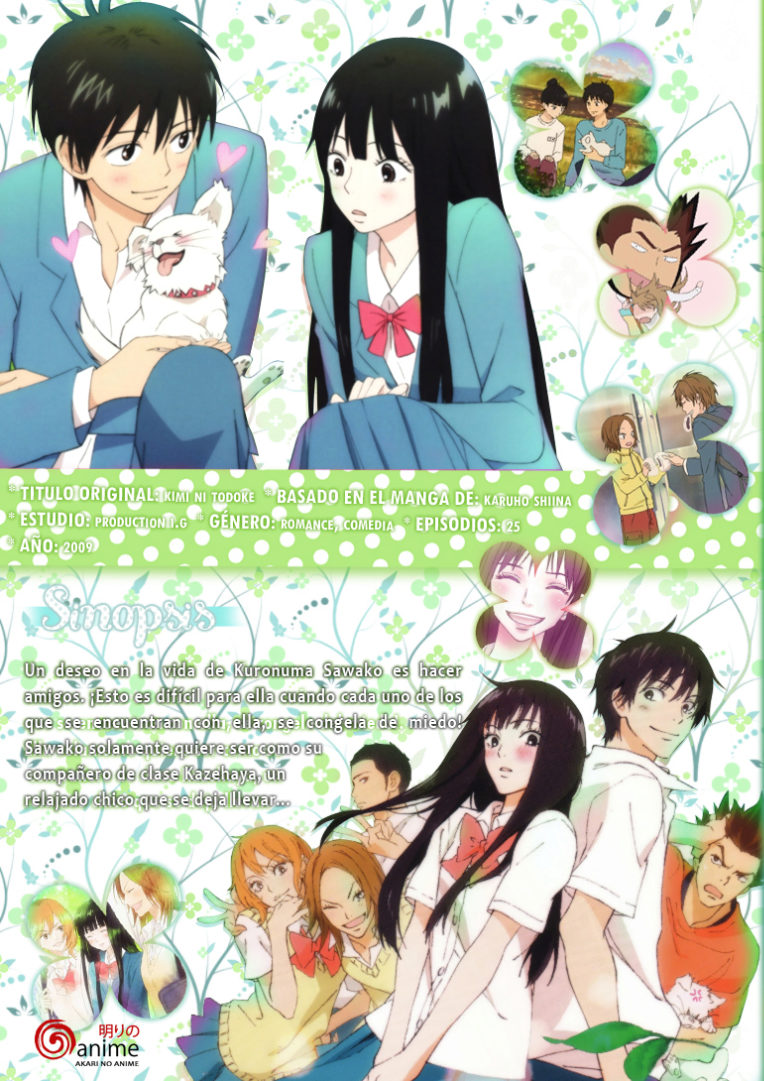 * TITULO ORIGINAL: KIMI NI TODOKE * BASADO EN EL MANGA DE: KARUHO SHIINA
* ESTUDIO: PRODUCTION I.G * GÉNERO: ROMANCE, COMEDIA * EPISODIOS: 25
* AÑO: 2009
Sinopsis
Un deseo en la vida de Kuronuma Sawako es hacer
amigos. ¡Esto es difícil para ella cuando cada uno de los
que se encuentran con ella, se congela de miedo!
Sawako solamente quiere ser como su
compañero de clase Kazehaya, un
relajado chico que se deja llevar...
明りの
anime
AKARI NO ANIME